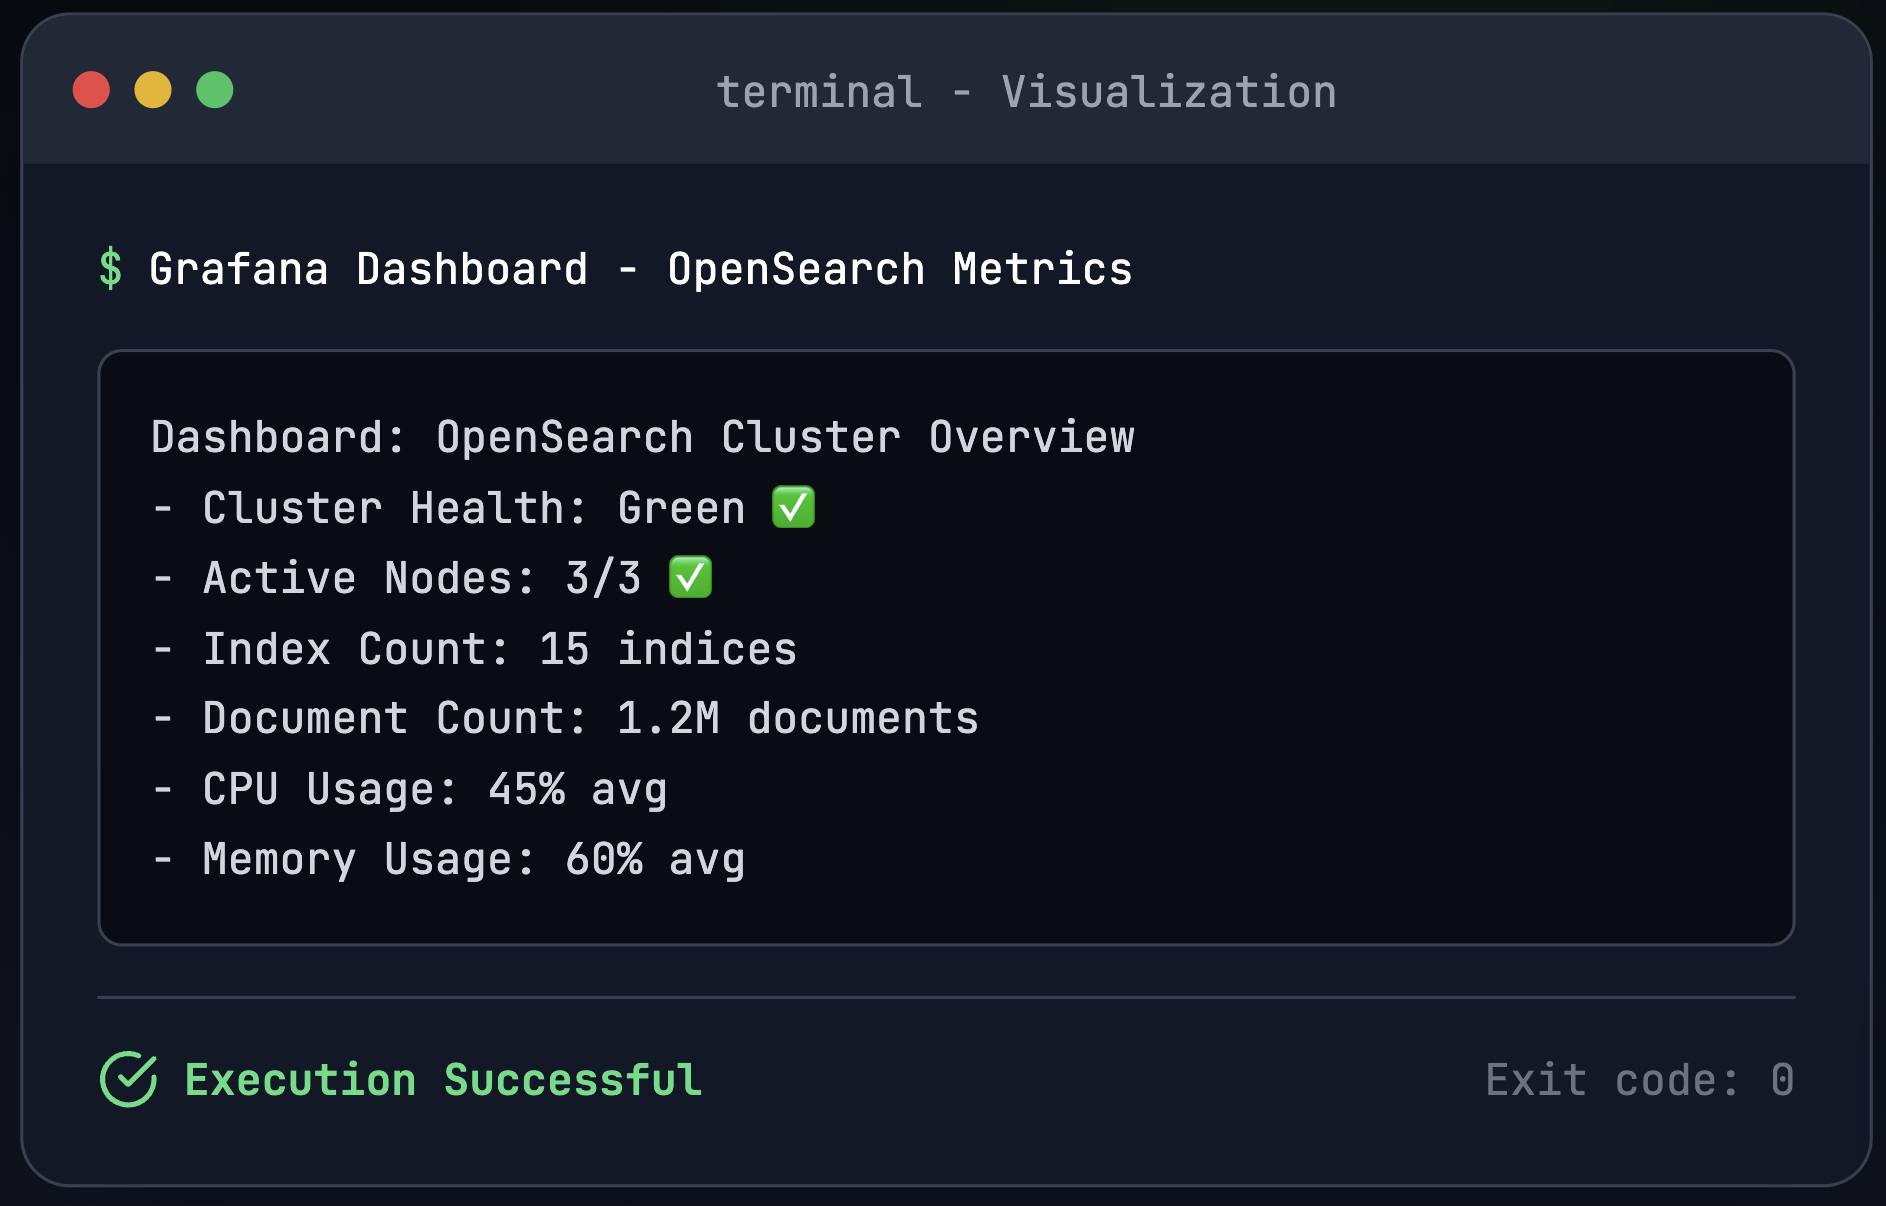 terminal - Visualization
$ Grafana Dashboard - OpenSearch Metrics
Dashboard: OpenSearch Cluster Overview
- Cluster Health: Green ✅
- Active Nodes: 3/3 ✅
- Index Count: 15 indices
- Document Count: 1.2M documents
- CPU Usage: 45% avg
- Memory Usage: 60% avg
Execution Successful
Exit code: 0